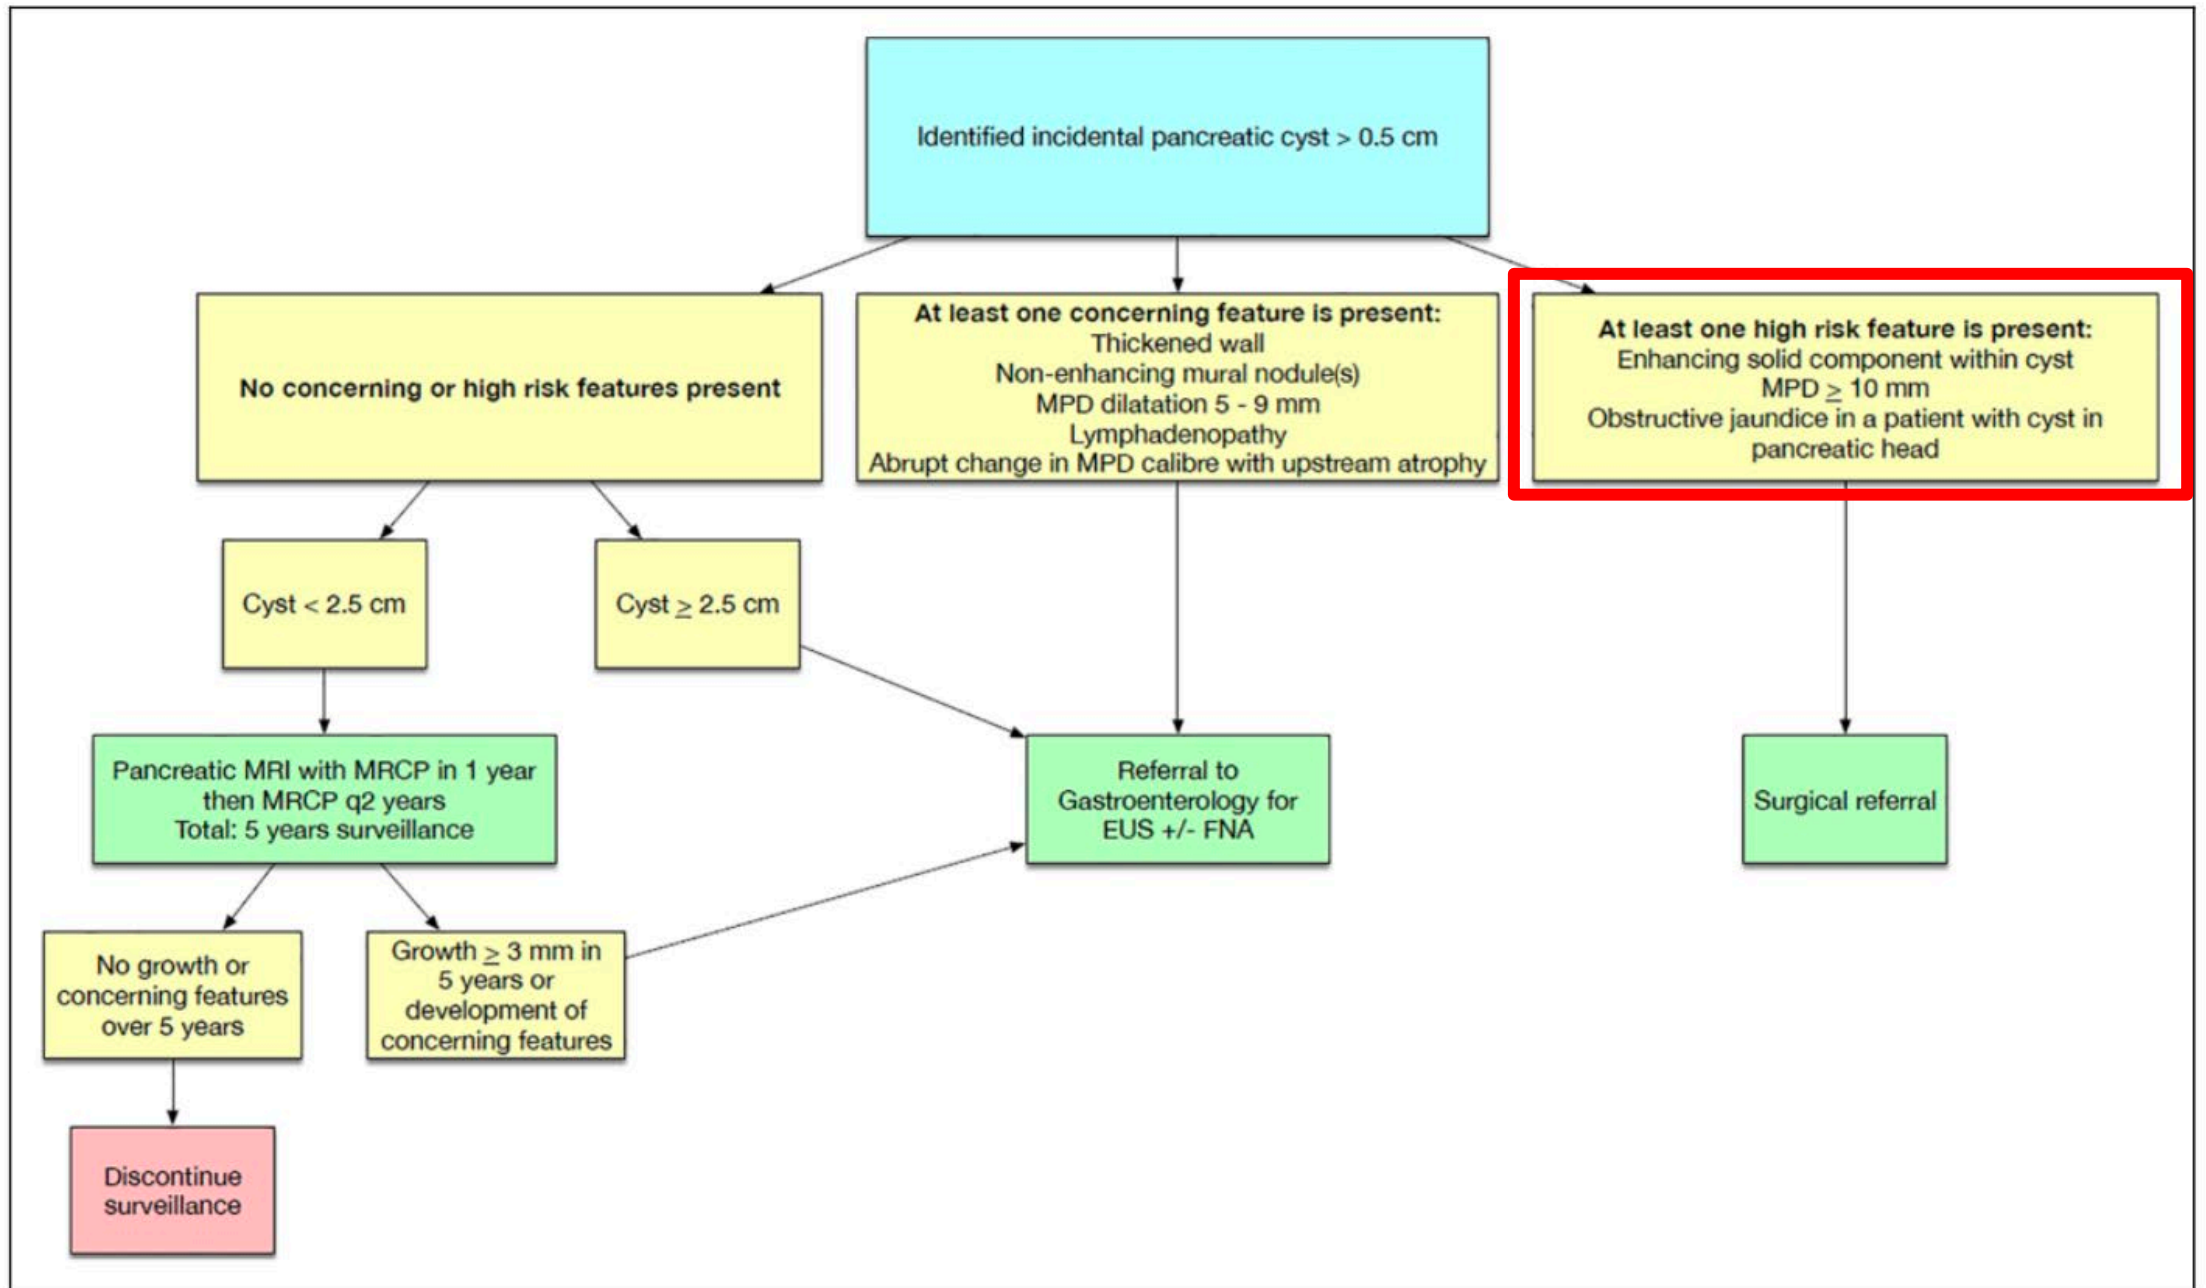 Identified incidental pancreatic cyst > 0.5 cm
No concerning or high risk features present
At least one concerning feature is present:
Thickened wall
Non-enhancing mural nodule(s)
MPD dilatation 5 - 9 mm
Lymphadenopathy
Abrupt change in MPD calibre with upstream atrophy
At least one high risk feature is present:
Enhancing solid component within cyst
MPD ≥ 10 mm
Obstructive jaundice in a patient with cyst in
pancreatic head
Cyst < 2.5 cm
Cyst ≥ 2.5 cm
Pancreatic MRI with MRCP in 1 year
then MRCP q2 years
Total: 5 years surveillance
Referral to
Gastroenterology for
EUS +/- FNA
Surgical referral
No growth or
concerning features
over 5 years
Growth ≥ 3 mm in
5 years or
development of
concerning features
Discontinue
surveillance